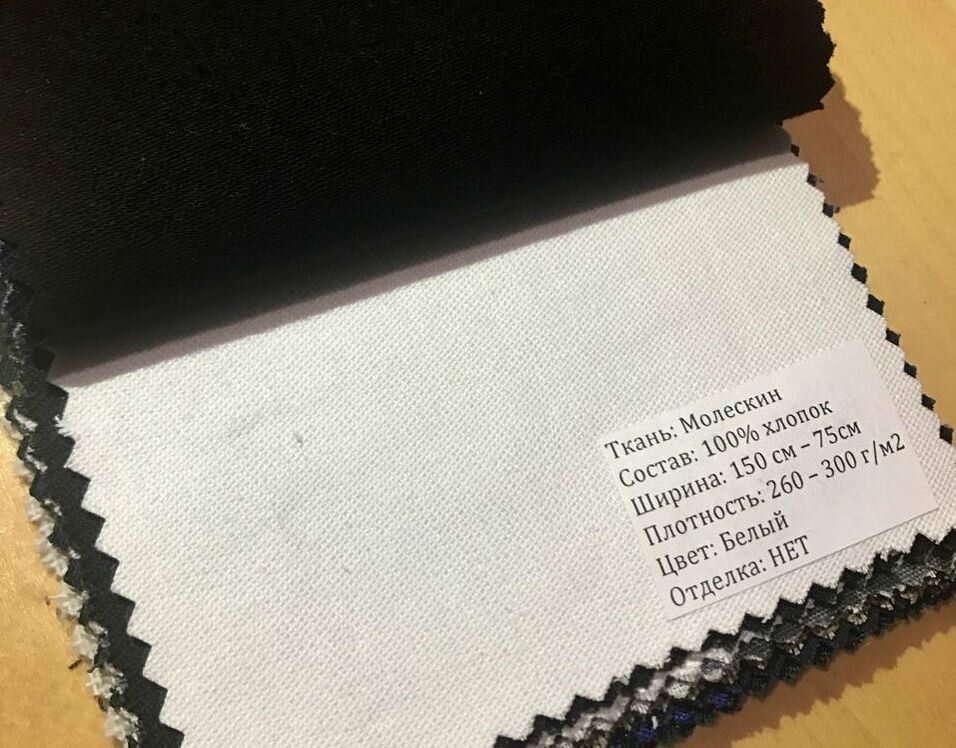 Ткань: Молескин
Состав: 100% хлопок
Ширина: 150 см – 75см
Плотность: 260 – 300 г/м2
Цвет: Белый
Отделка: НЕТ